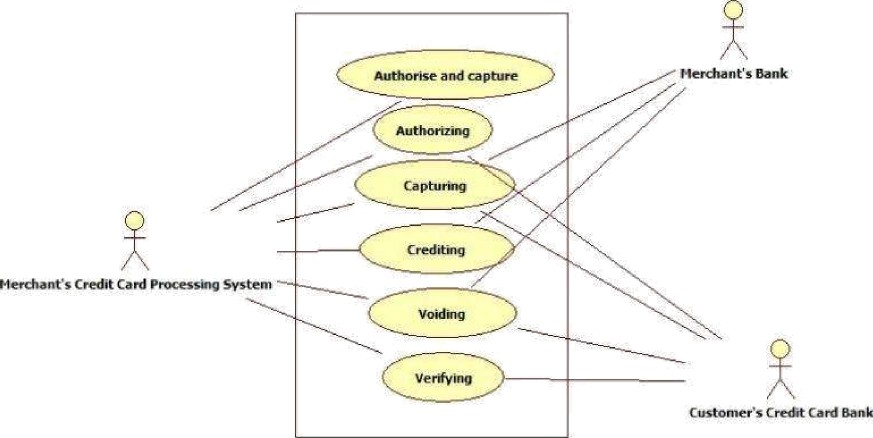 Merchant's Bank
Authorise and capture
Authorizing
Capturing
Crediting
Merchant's Credit Card Processing System
Voiding
Verifying
Customer's Credit Card Bank